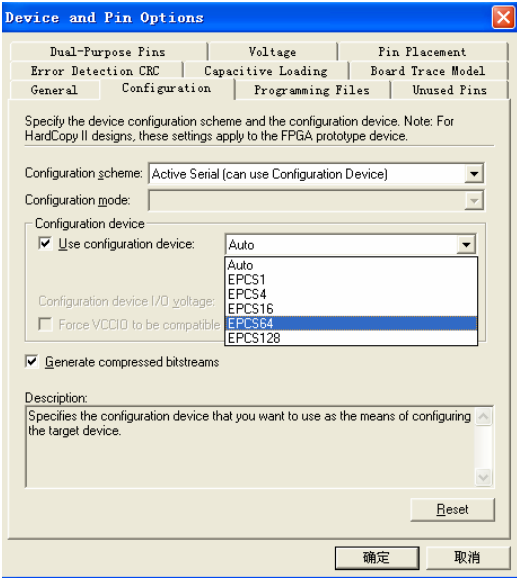 Device and Pin Options
Dual-Purpose Pins
Voltage
Pin Placement
Error Detection CRC
Capacitive Loading
Board Trace Model
General
Configuration
Programming Files
Unused Pins
Specify the device configuration scheme and the configuration device. Note: For
HardCopy II designs, these settings apply to the FPGA prototype device.
Configuration scheme: Active Serial (can use Configuration Device)
Configuration mode:
Configuration device
Use configuration device: Auto
Auto
EPCS1
EPCS4
Configuration device I/O voltage:
EPCS16
Force VCCIO to be compatible
EPCS64
EPCS128
Generate compressed bitstreams
Description:
Specifies the configuration device that you want to use as the means of configuring
the target device.
Reset
确定
取消